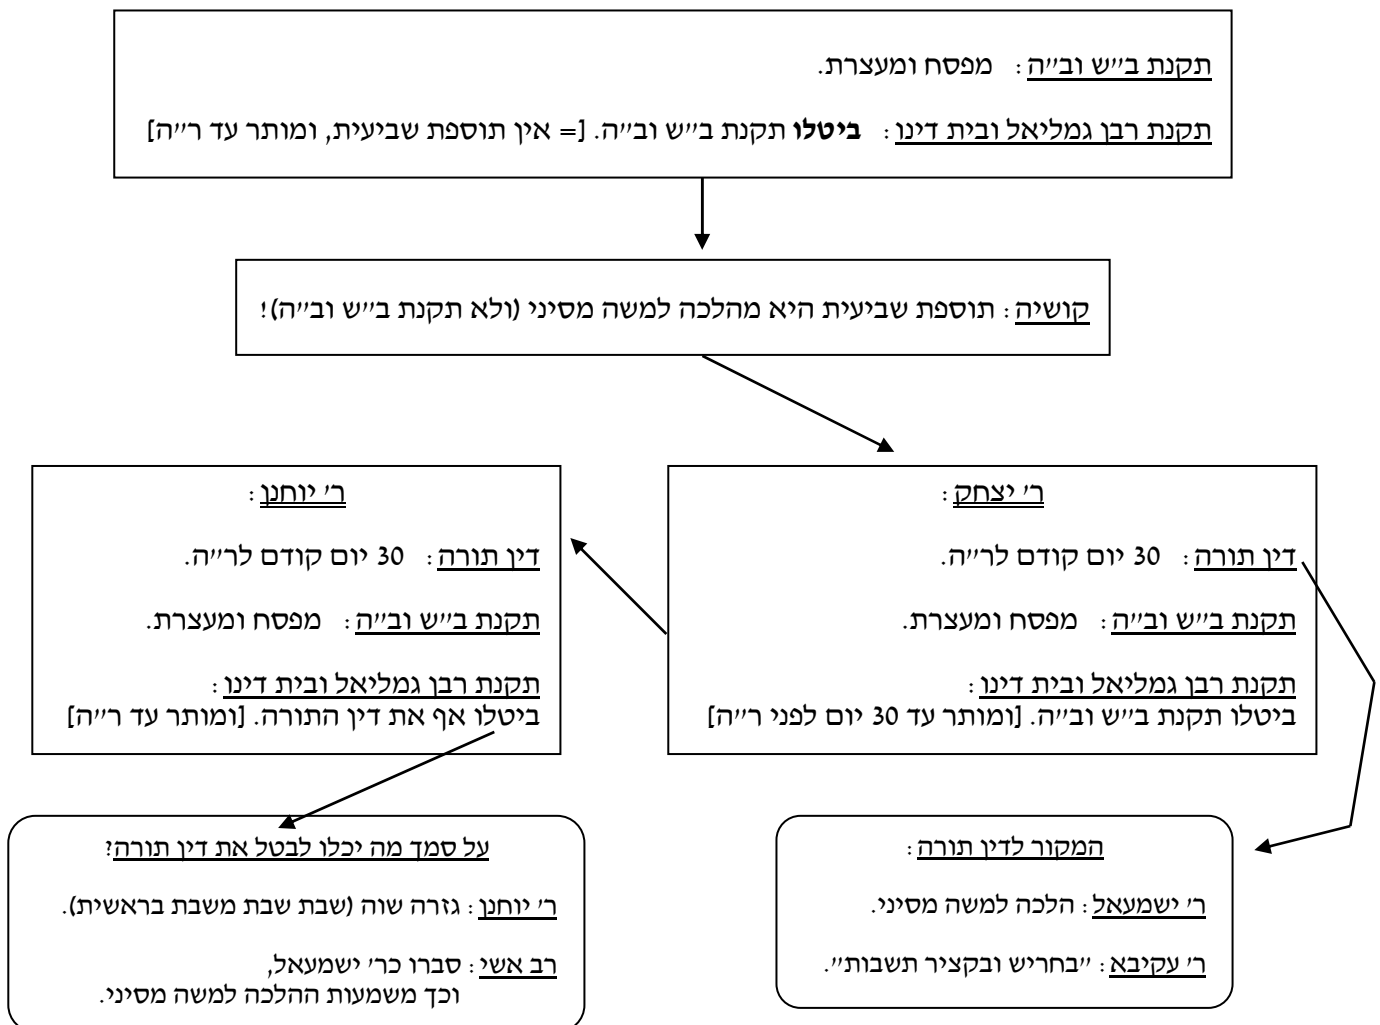 תקנת ב״ש וב״ה: מפסח ומעצרת.
תקנת רבן גמליאל ובית דינו: ביטלו תקנת ב״ש וב״ה. [= אין תוספת שביעית, ומותר עד ר״ה]
קושיה: תוספת שביעית היא מהלכה למשה מסיני (ולא תקנת ב״ש וב״ה)!
ר׳ יצחק:
דין תורה: 30 יום קודם לר״ה.
תקנת ב״ש וב״ה: מפסח ומעצרת.
תקנת רבן גמליאל ובית דינו:
ביטלו תקנת ב״ש וב״ה. [ומותר עד 30 יום לפני ר״ה]
ר׳ יוחנן:
דין תורה: 30 יום קודם לר״ה.
תקנת ב״ש וב״ה: מפסח ומעצרת.
תקנת רבן גמליאל ובית דינו:
ביטלו אף את דין התורה. [ומותר עד ר״ה]
המקור לדין תורה:
ר׳ ישמעאל: הלכה למשה מסיני.
ר׳ עקיבא: ״בחריש ובקציר תשבות״.
על סמך מה יכלו לבטל את דין תורה?
ר׳ יוחנן: גזרה שוה (שבת שבת משבת בראשית).
רב אשי: סברו כר׳ ישמעאל,
וכך משמעות ההלכה למשה מסיני.